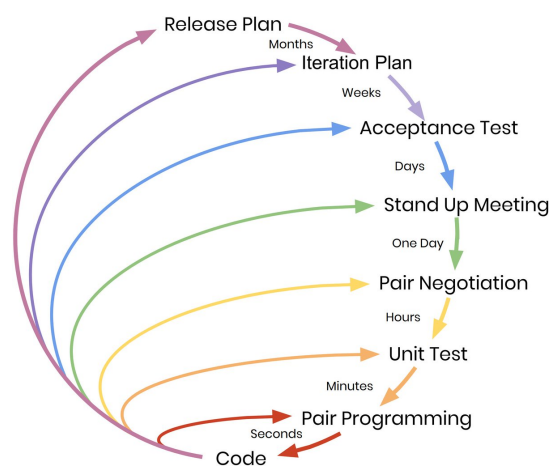 Release Plan
Months
Iteration Plan
Weeks
Acceptance Test
Days
Stand Up Meeting
One Day
Pair Negotiation
Hours
Unit Test
Minutes
Pair Programming
Seconds
Code